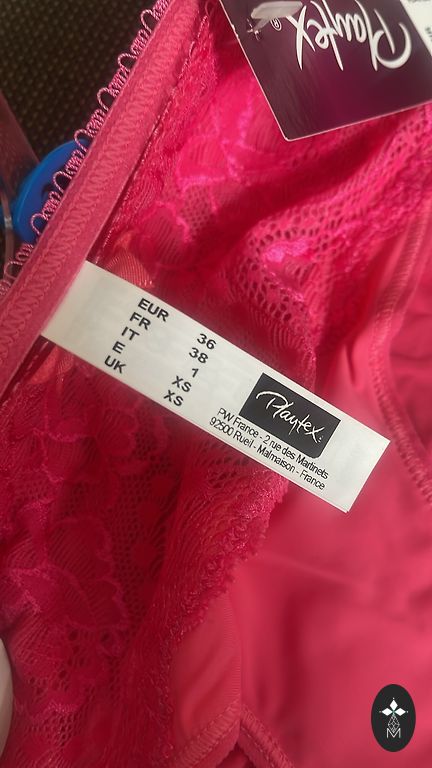 Playtex®
EUR 36
FR 38
IT 1
E XS
UK XS
Playtex®
PW France - 2 rue des Martinets
92500 Rueil - Malmaison - France
M